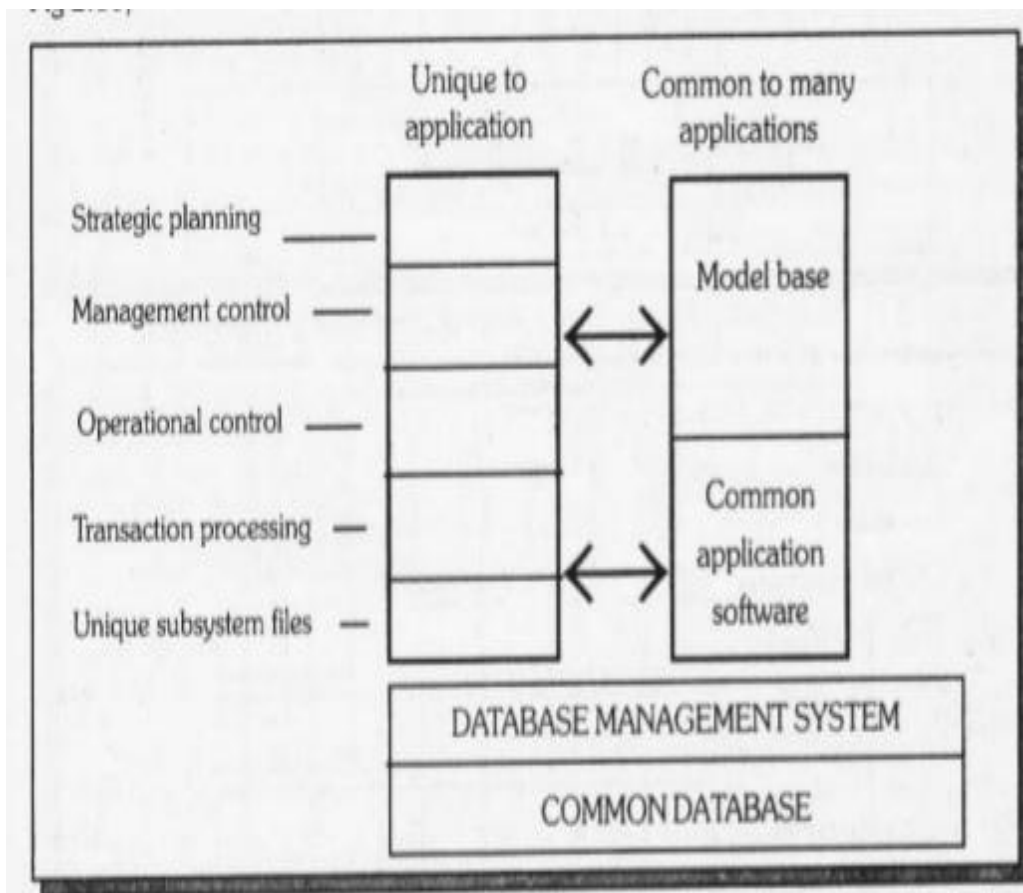 Unique to
application
Common to many
applications
Strategic planning
Management control
Operational control
Transaction processing
Unique subsystem files
Model base
Common
application
software
DATABASE MANAGEMENT SYSTEM
COMMON DATABASE